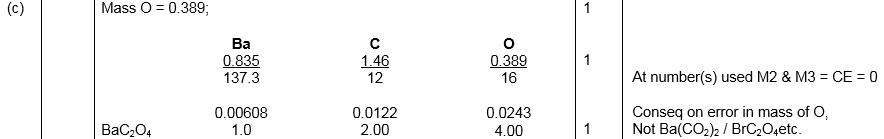 (c) Mass O = 0.389; 1
Ba C O
0.835 1.46 0.389 1
137.3 12 16 At number(s) used M2 & M3 = CE = 0
0.00608 0.0122 0.0243 Conseq on error in mass of O,
BaC₂O₄ 1.0 2.00 4.00 1 Not Ba(CO₂)₂ / BrC₂O₄etc.